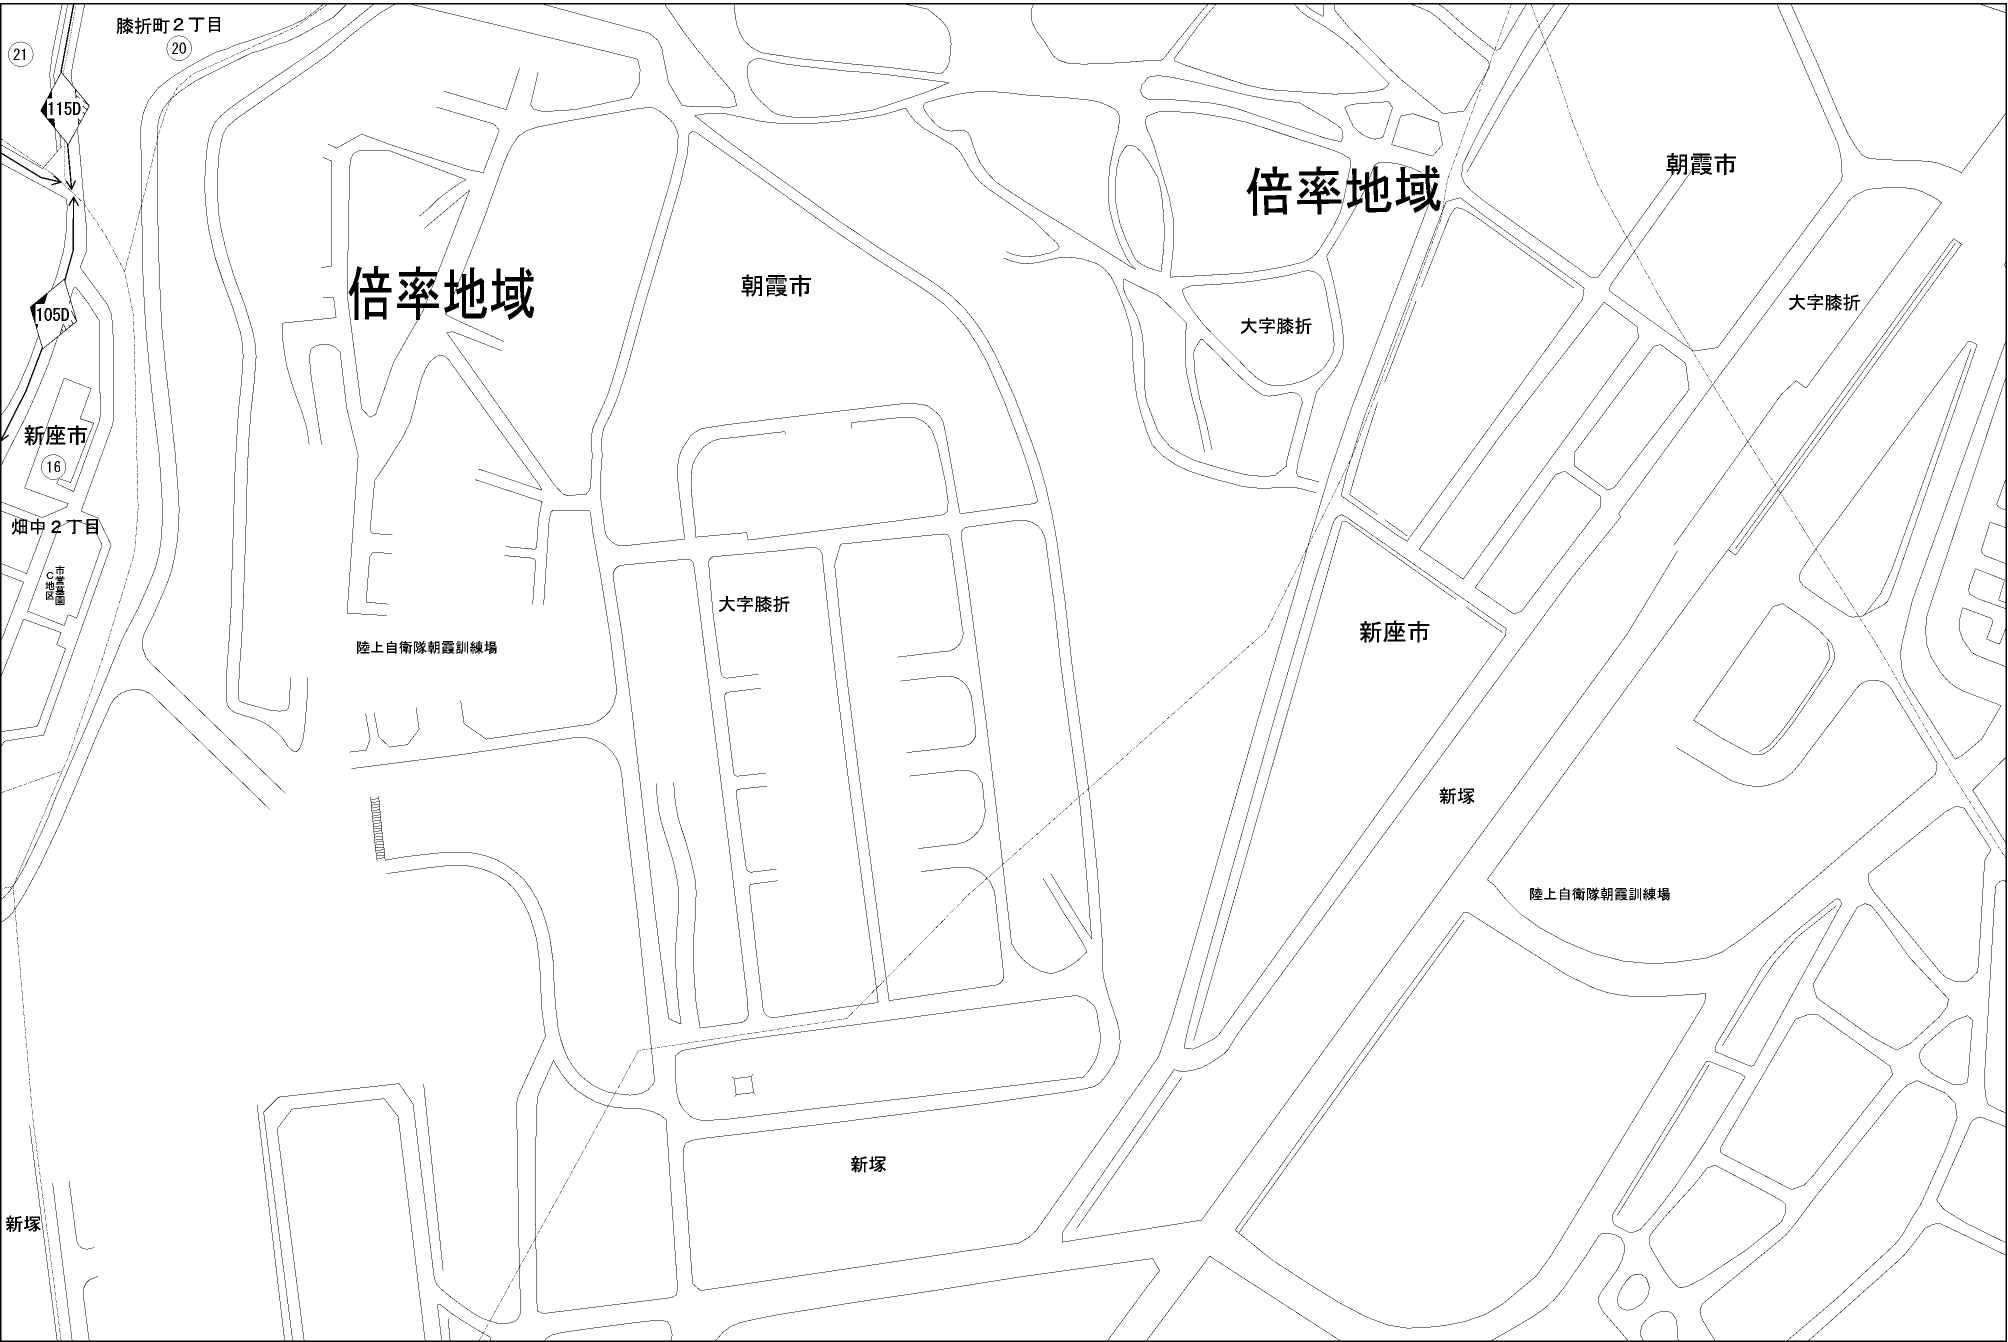 膝折町２丁目
20
21
115D
朝霞市
倍率地域
倍率地域
朝霞市
105D
大字膝折
大字膝折
新座市
16
畑中２丁目
市営墓園
C地区
大字膝折
新座市
陸上自衛隊朝霞訓練場
新塚
陸上自衛隊朝霞訓練場
新塚
新塚